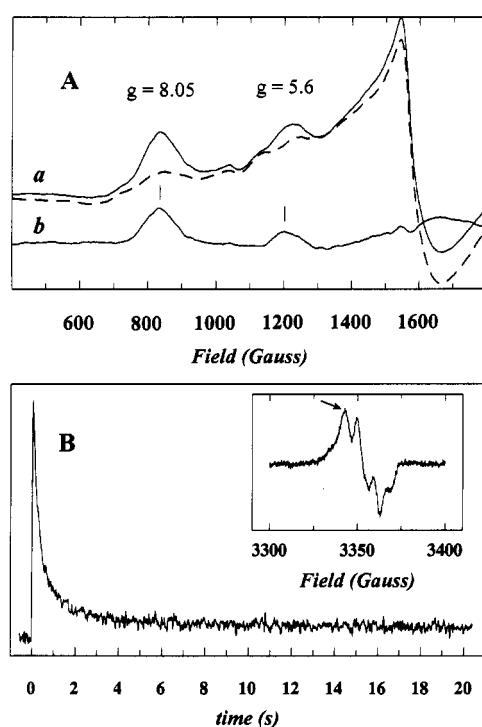 A
g = 8.05
g = 5.6
a
b
600 800 1000 1200 1400 1600
Field (Gauss)
B
3300 3350 3400
Field (Gauss)
0 2 4 6 8 10 12 14 16 18 20
time (s)